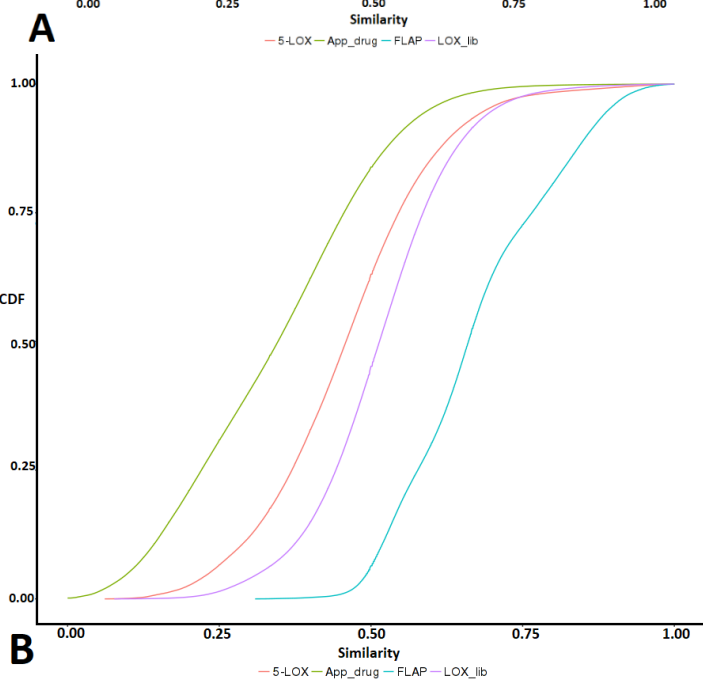 0.00 0.25 0.50 0.75 1.00
A
Similarity
5-LOX App_drug FLAP LOX_lib
1.00
0.75
CDF
0.50
0.25
0.00
0.00 0.25 0.50 0.75 1.00
B
Similarity
5-LOX App_drug FLAP LOX_lib